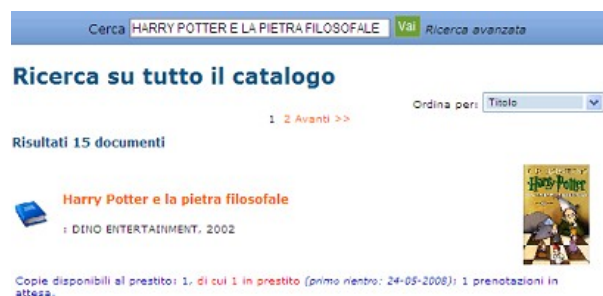 Cerca HARRY POTTER E LA PIETRA FILOSOFALE Vai Ricerca avanzata
Ricerca su tutto il catalogo
Ordina per: Titolo
1 2 Avanti >>
Risultati 15 documenti
Harry Potter e la pietra filosofale
: DINO ENTERTAINMENT, 2002
Harry Potter
Copie disponibili al prestito: 1, di cui 1 in prestito (primo rientro: 24-05-2008); 1 prenotazioni in
attesa.